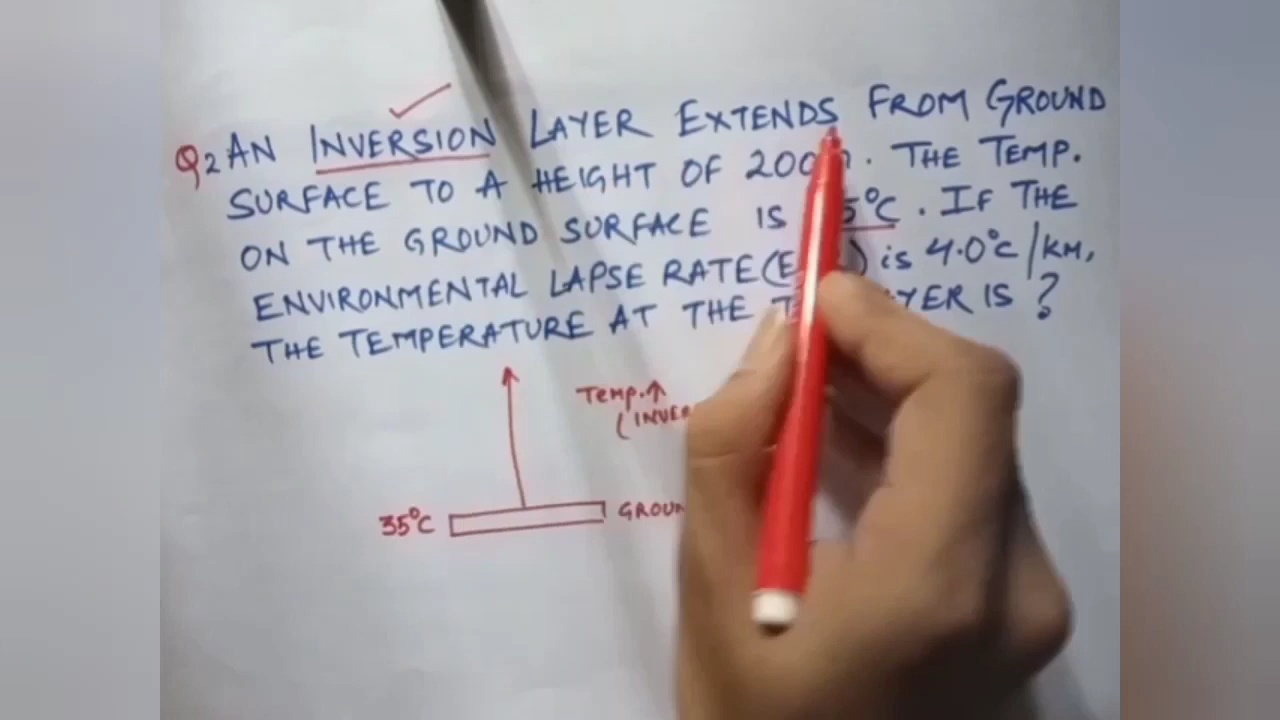 Q2 AN INVERSION LAYER EXTENDS FROM GROUND
SURFACE TO A HEIGHT OF 200 . THE TEMP.
ON THE GROUND SURFACE IS 5°C . IF THE
ENVIRONMENTAL LAPSE RATE (E ) is 4.0°C/KM,
THE TEMPERATURE AT THE IS ?
Temp.↑
(INVER
35°C
GROUN